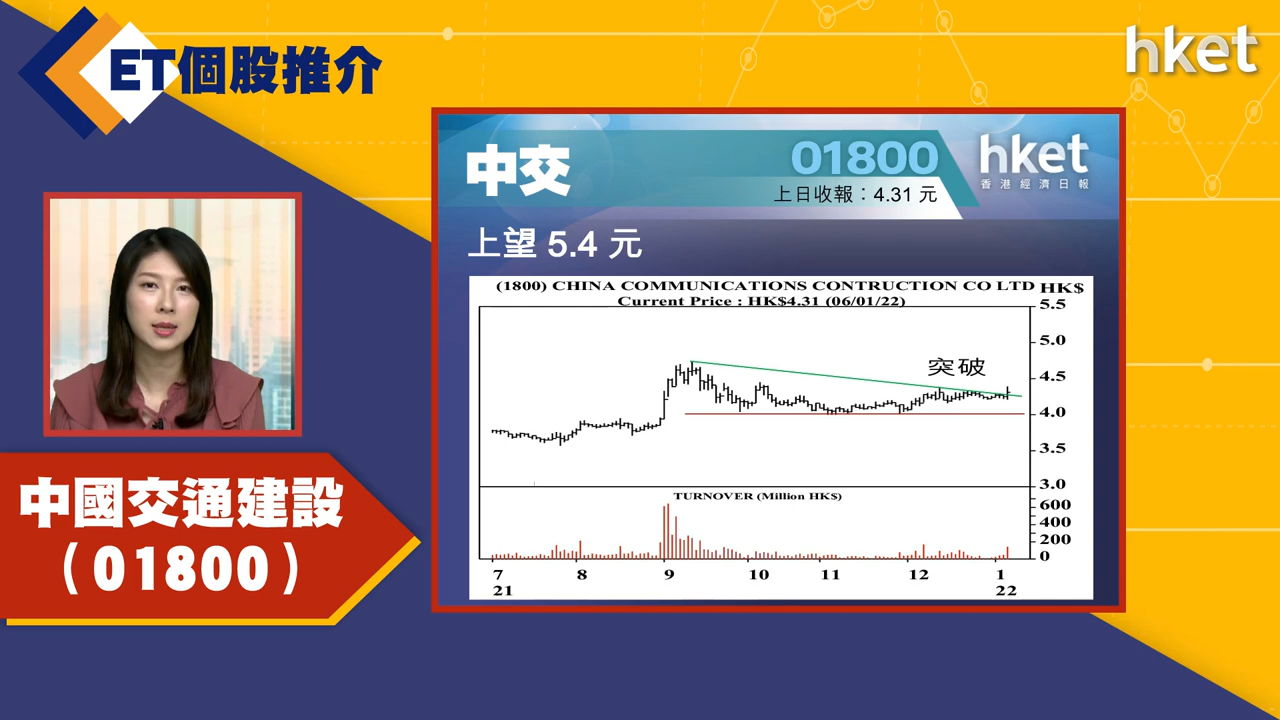 ET個股推介
hket
中交
01800
hket
香港經濟日報
上日收報：4.31 元
上望 5.4 元
(1800) CHINA COMMUNICATIONS CONTRUCTION CO LTD HK$
Current Price : HK$4.31 (06/01/22)
5.5
5.0
突破
4.5
4.0
3.5
3.0
TURNOVER (Million HK$)
600
400
200
0
7 8 9 10 11 12 1
21 22
中國交通建設
（01800）